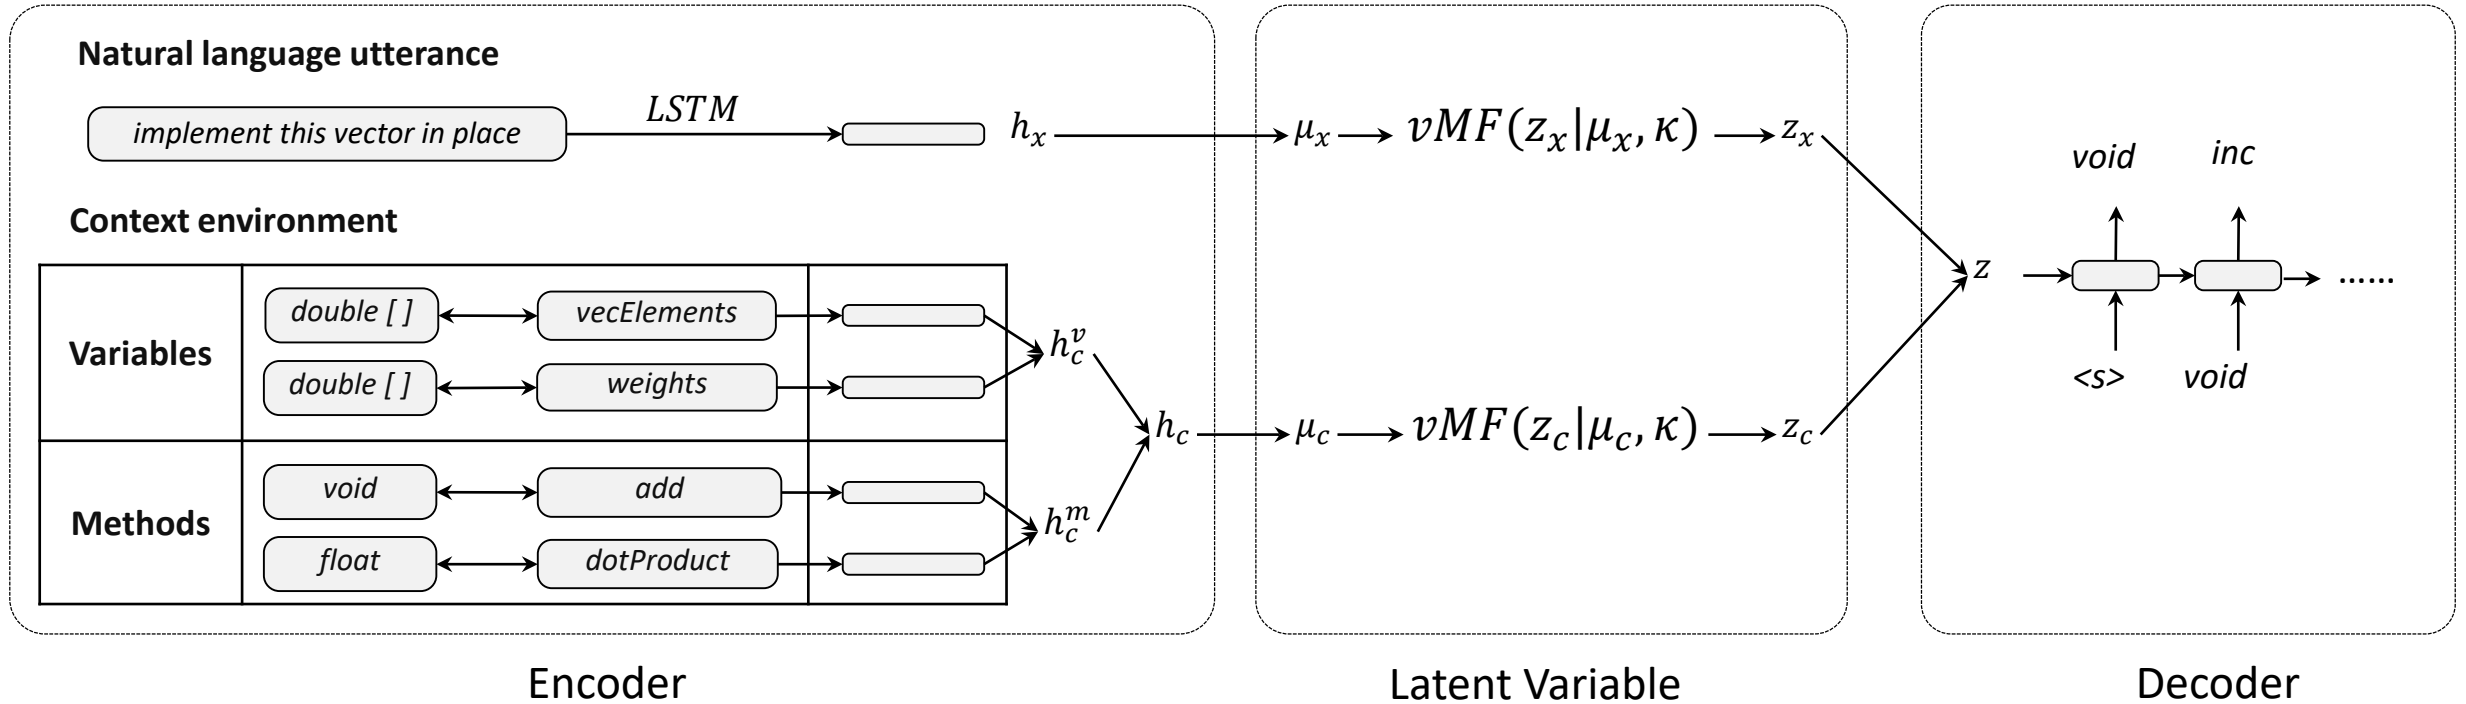 Natural language utterance
implement this vector in place
LSTM
h_x
μ_x
vMF(z_x|μ_x, κ)
z_x
Context environment
Variables
double [ ]
vecElements
double [ ]
weights
h_c^v
Methods
void
add
float
dotProduct
h_c^m
h_c
μ_c
vMF(z_c|μ_c, κ)
z_c
z
void
inc
......
<s>
void
Encoder
Latent Variable
Decoder